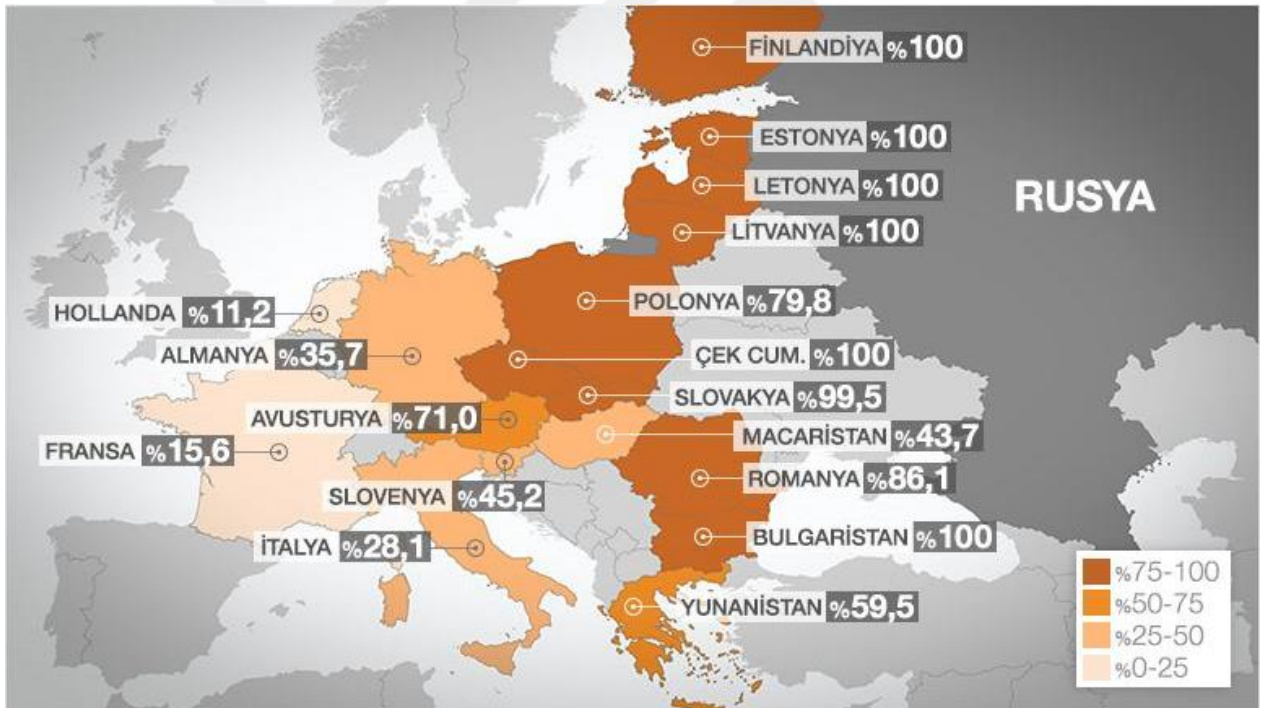 FİNLANDİYA %100
ESTONYA %100
LETONYA %100
RUSYA
LİTVANYA %100
HOLLANDA %11,2
POLONYA %79,8
ALMANYA %35,7
ÇEK CUM. %100
SLOVAKYA %99,5
AVUSTURYA %71,0
MACARİSTAN %43,7
FRANSA %15,6
ROMANYA %86,1
SLOVENYA %45,2
BULGARİSTAN %100
İTALYA %28,1
YUNANİSTAN %59,5
%75-100
%50-75
%25-50
%0-25